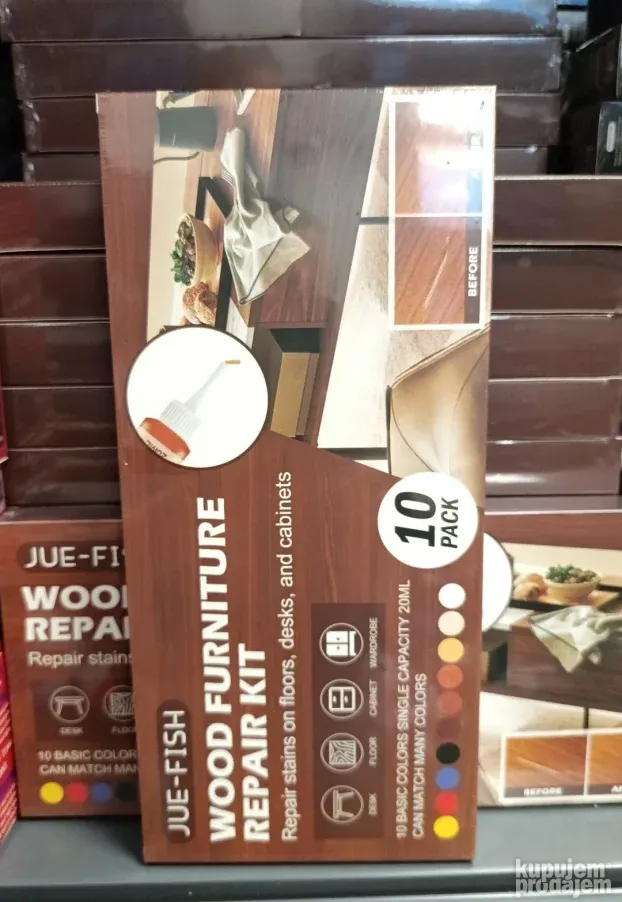 JUE-FISH
WOOD FURNITURE
REPAIR KIT
Repair stains on floors, desks, and cabinets
DESK
FLOOR
CABINET
WARDROBE
10 BASIC COLORS SINGLE CAPACITY 20ML
CAN MATCH MANY COLORS
10
PACK
BEFORE
20ML
JUE-FI
WOO
REPAI
Repair stains
DESK
FLOO
10 BASIC COLOR
CAN MATCH MAN
BEFORE
kupujem
prodajem